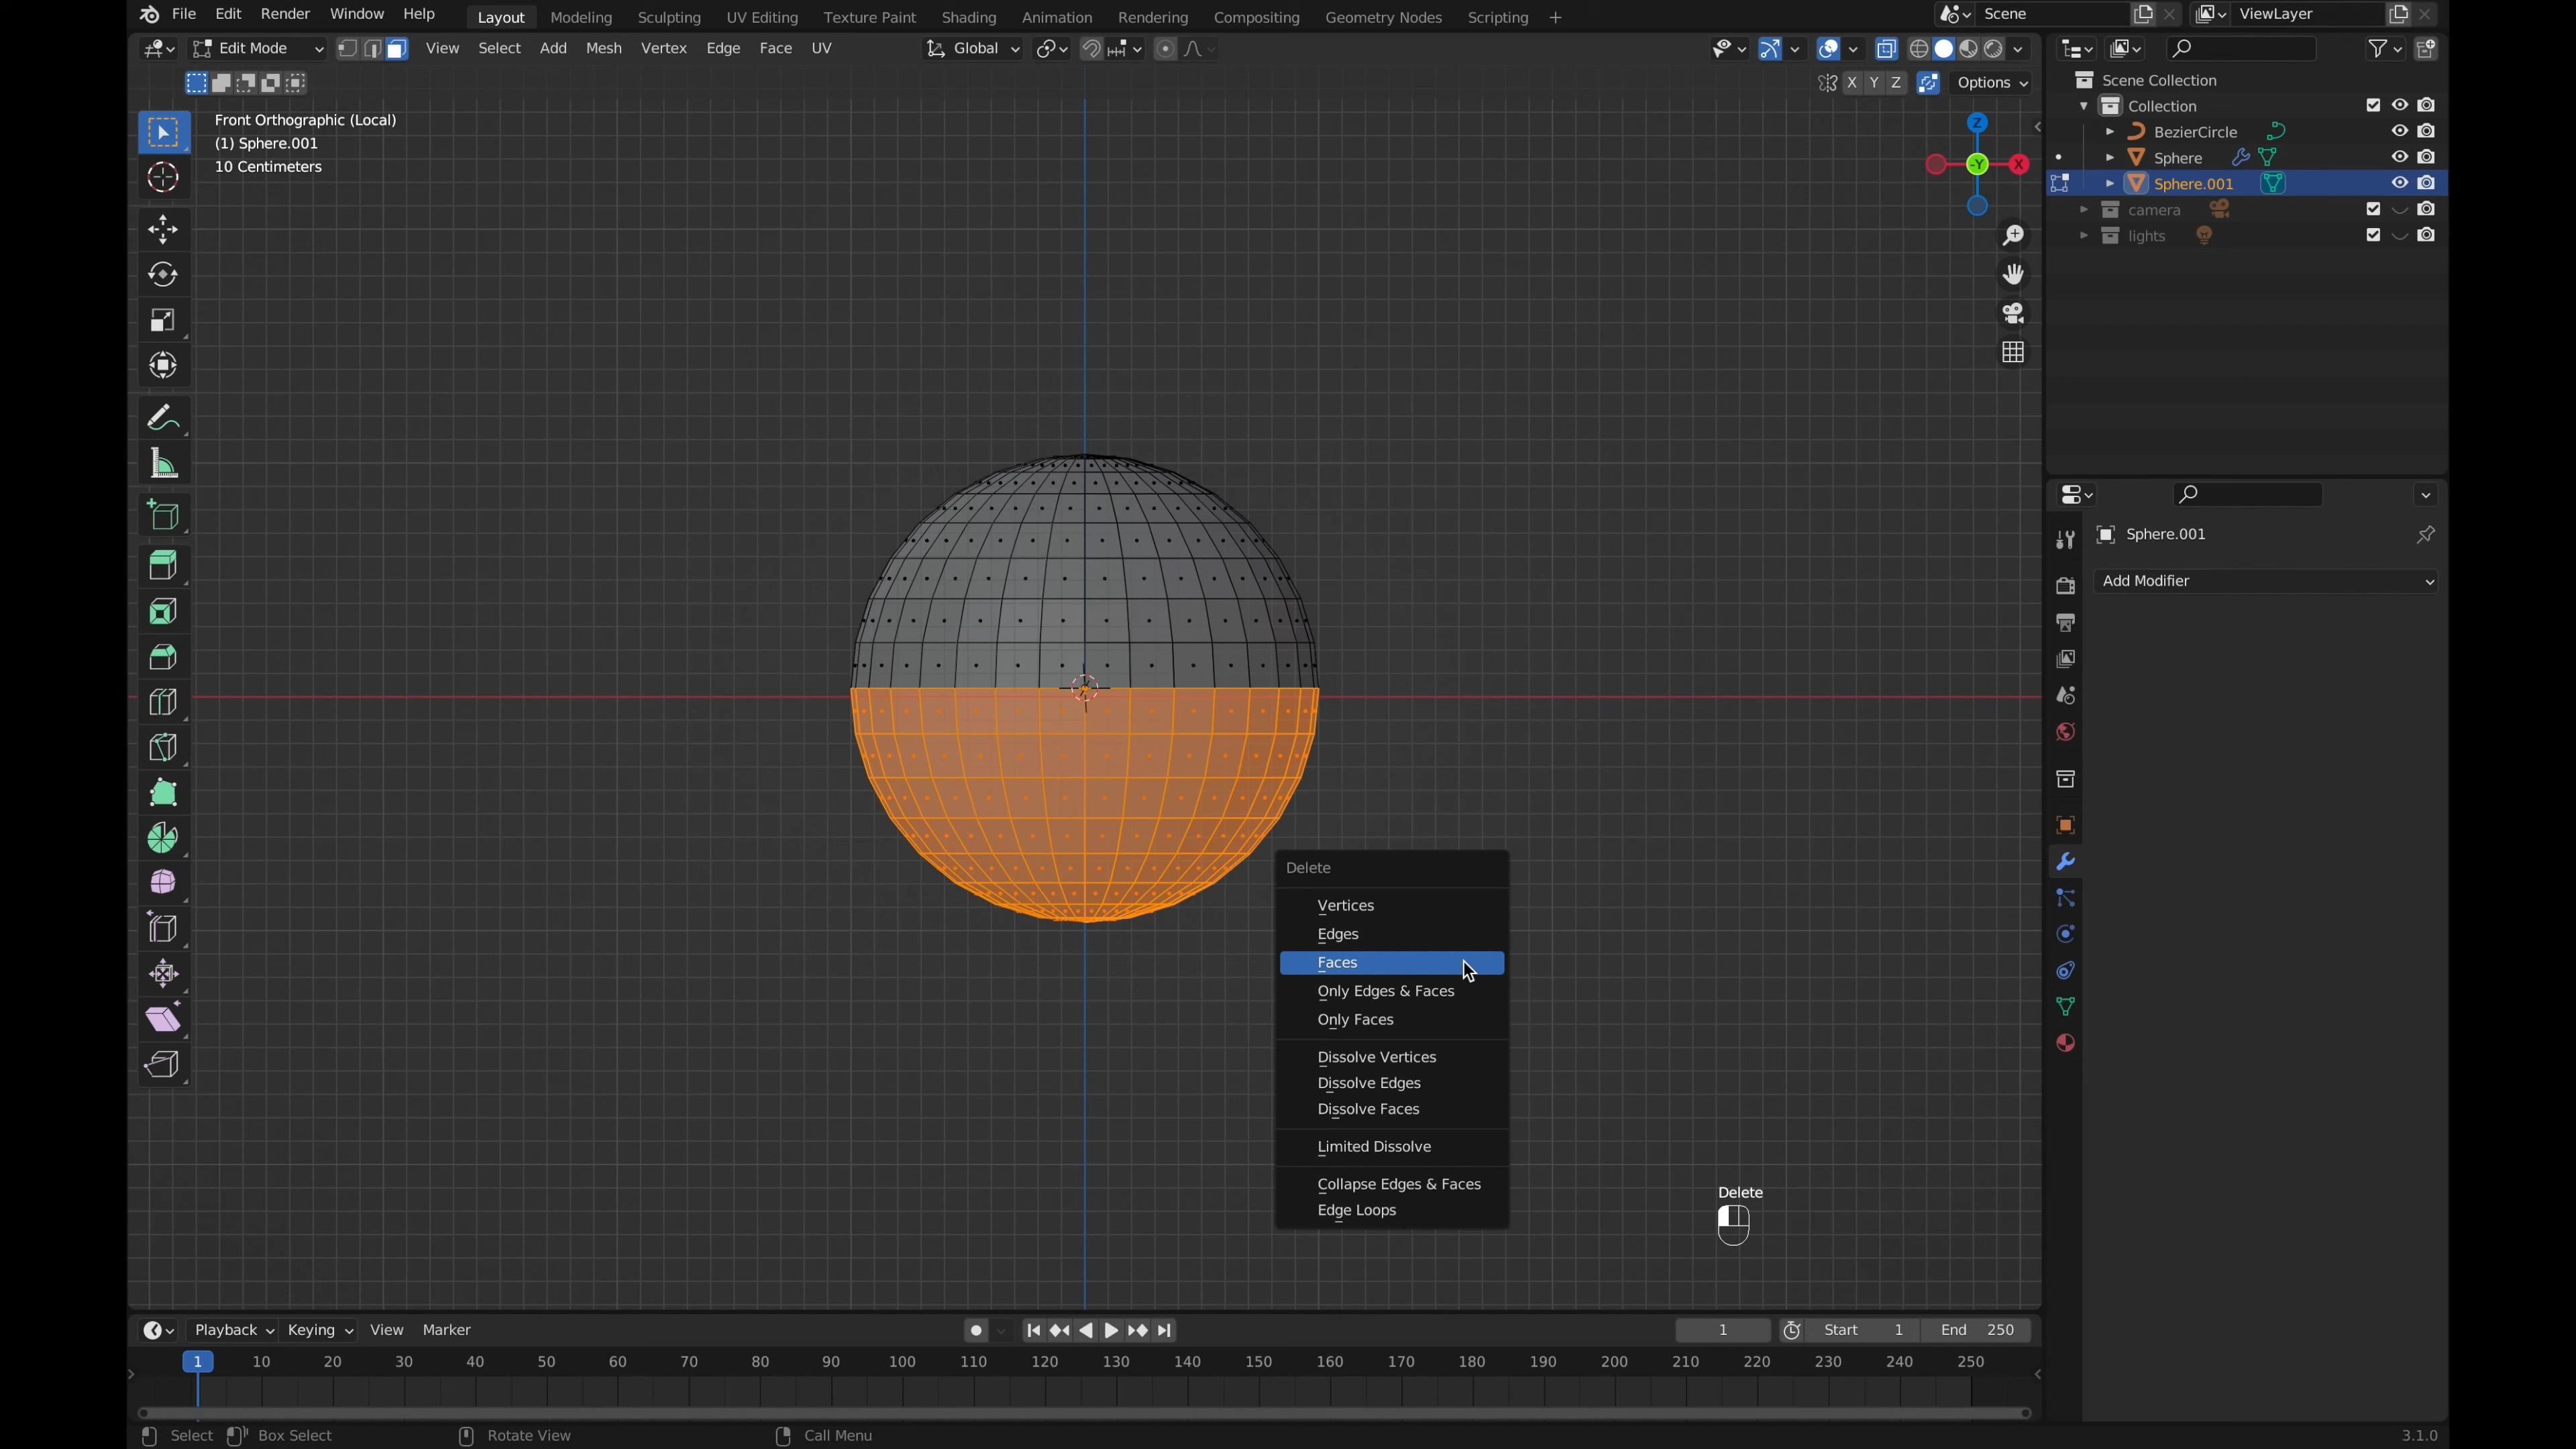 File Edit Render Window Help Layout Modeling Sculpting UV Editing Texture Paint Shading Animation Rendering Compositing Geometry Nodes Scripting + Scene ViewLayer
Edit Mode View Select Add Mesh Vertex Edge Face UV Global
X Y Z Options
Front Orthographic (Local)
(1) Sphere.001
10 Centimeters
Z
-Y X
Scene Collection
Collection
BezierCircle
Sphere
Sphere.001
camera
lights
Sphere.001
Add Modifier
Delete
Vertices
Edges
Faces
Only Edges & Faces
Only Faces
Dissolve Vertices
Dissolve Edges
Dissolve Faces
Limited Dissolve
Collapse Edges & Faces
Edge Loops
Delete
Playback Keying View Marker 1 Start 1 End 250
1 10 20 30 40 50 60 70 80 90 100 110 120 130 140 150 160 170 180 190 200 210 220 230 240 250
Select Box Select Rotate View Call Menu 3.1.0